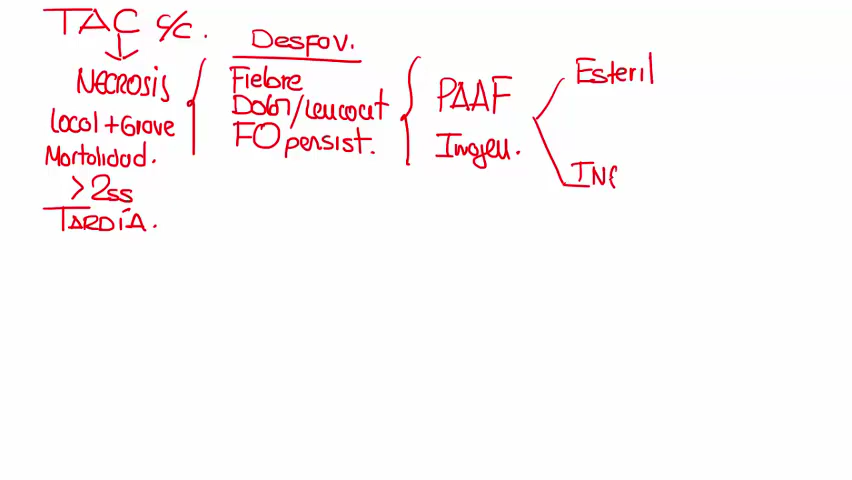 TAC c/c.
NECROSIS
Local + Grave
Mortalidad.
> 2ss
TARDÍA.
Desfav.
Fiebre
Dolor/Leucocit
FO persist.
PAAF
Imagen.
Esteril
INF